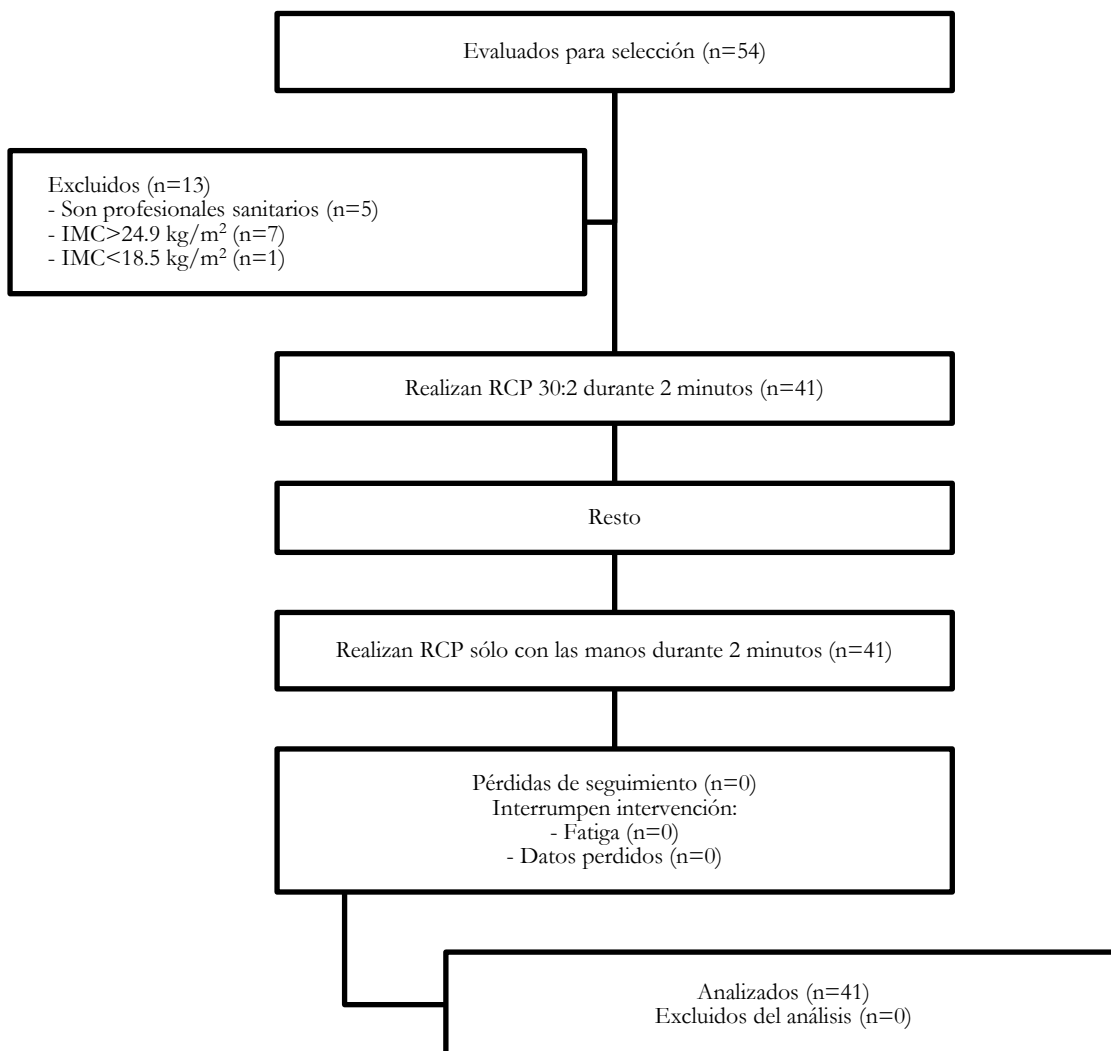 Evaluados para selección (n=54)
Excluidos (n=13)
- Son profesionales sanitarios (n=5)
- IMC>24.9 kg/m² (n=7)
- IMC<18.5 kg/m² (n=1)
Realizan RCP 30:2 durante 2 minutos (n=41)
Resto
Realizan RCP sólo con las manos durante 2 minutos (n=41)
Pérdidas de seguimiento (n=0)
Interrumpen intervención:
- Fatiga (n=0)
- Datos perdidos (n=0)
Analizados (n=41)
Excluidos del análisis (n=0)